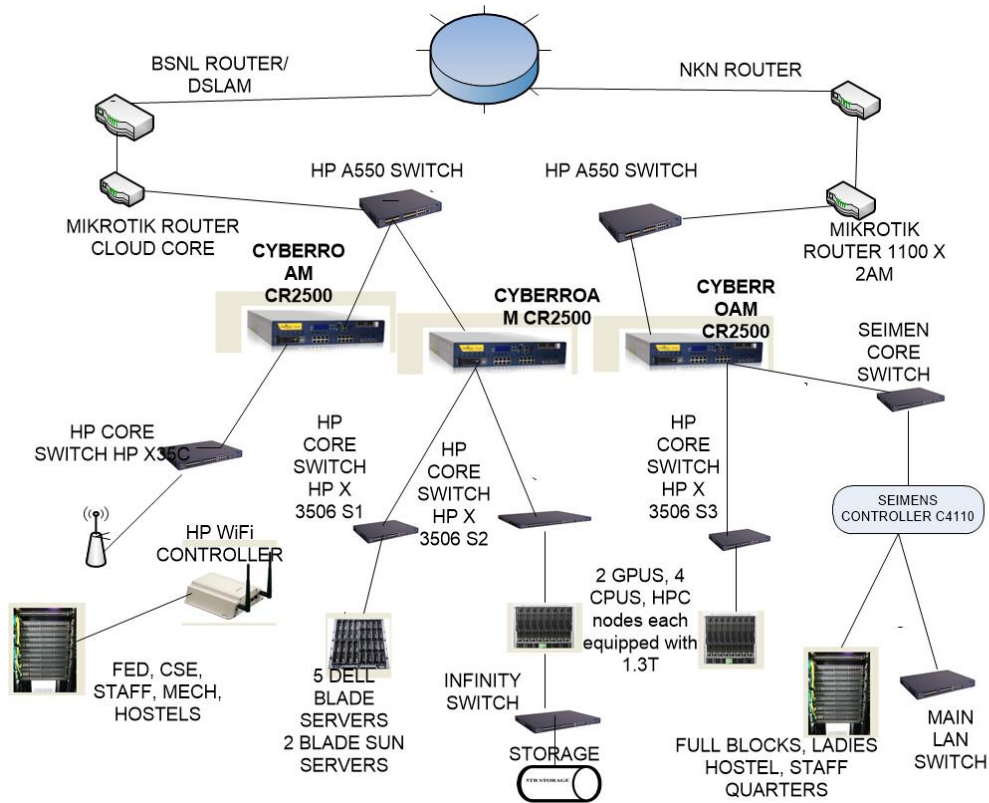 BSNL ROUTER/
DSLAM
NKN ROUTER
HP A550 SWITCH
HP A550 SWITCH
MIKROTIK ROUTER
CLOUD CORE
MIKROTIK
ROUTER 1100 X
2AM
CYBERRO
AM
CR2500
CYBERROA
M CR2500
CYBERR
OAM
CR2500
SEIMEN
CORE
SWITCH
HP CORE
SWITCH HP X35C
HP
CORE
SWITCH
HP X
3506 S1
HP
CORE
SWITCH
HP X
3506 S2
HP
CORE
SWITCH
HP X
3506 S3
SEIMENS
CONTROLLER C4110
HP WiFi
CONTROLLER
2 GPUS, 4
CPUS, HPC
nodes each
equipped with
1.3T
FED, CSE,
STAFF, MECH,
HOSTELS
5 DELL
BLADE
SERVERS
2 BLADE SUN
SERVERS
INFINITY
SWITCH
STORAGE
5TB STORAGE
FULL BLOCKS, LADIES
HOSTEL, STAFF
QUARTERS
MAIN
LAN
SWITCH